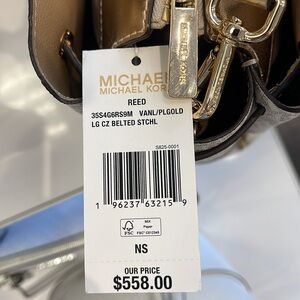 MICHAEL
MICHAEL KORS
REED
35S4G6RS9M VANL/PLGOLD
LG CZ BELTED STCHL
S825-0001
1 96237 63215 9
FSC
MIX
Paper
NS
OUR PRICE
$558.00